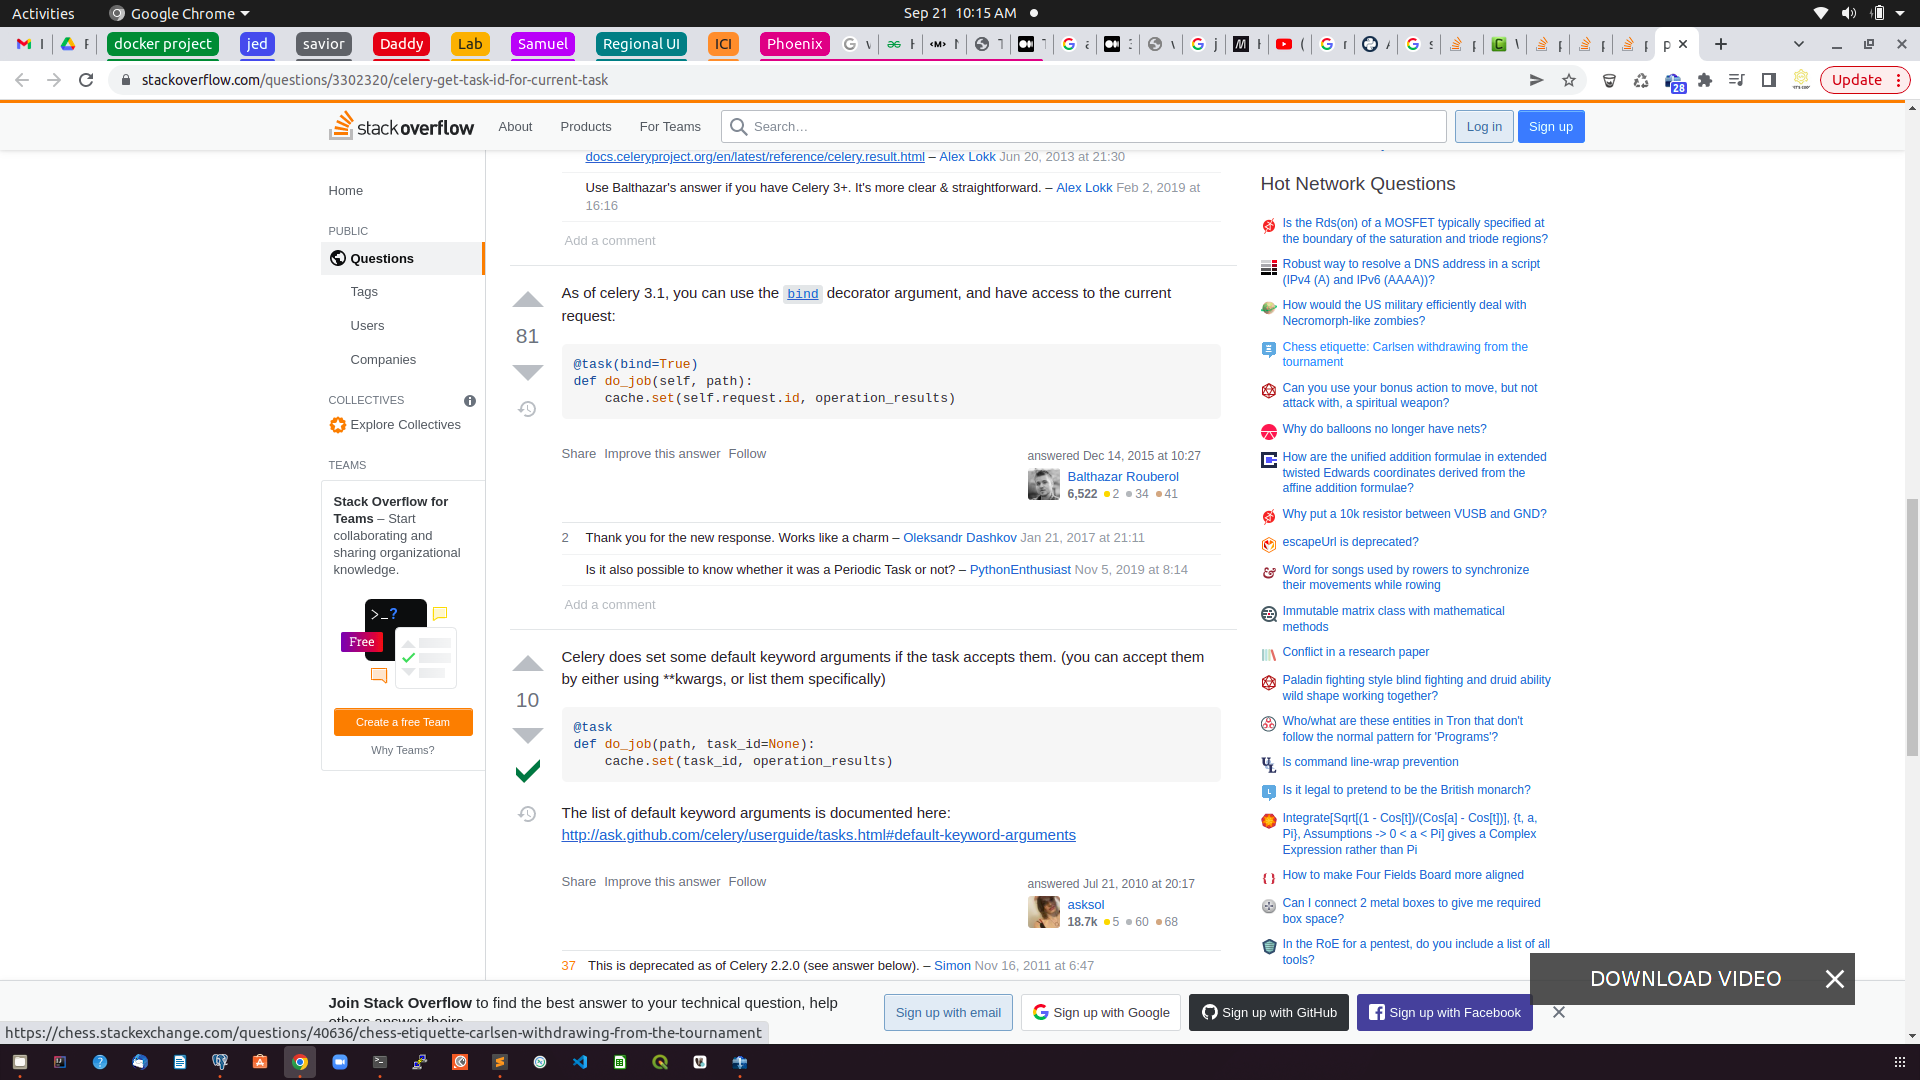 Activities
Google Chrome
Sep 21 10:15 AM
docker project
jed
savior
Daddy
Lab
Samuel
Regional UI
ICI
Phoenix
stackoverflow.com/questions/3302320/celery-get-task-id-for-current-task
28
Update
stackoverflow
About
Products
For Teams
Search…
Log in
Sign up
Home
PUBLIC
Questions
Tags
Users
Companies
COLLECTIVES
Explore Collectives
TEAMS
Stack Overflow for
Teams – Start
collaborating and
sharing organizational
knowledge.
>_?
Free
Create a free Team
Why Teams?
docs.celeryproject.org/en/latest/reference/celery.result.html – Alex Lokk Jun 20, 2013 at 21:30
Use Balthazar's answer if you have Celery 3+. It's more clear & straightforward. – Alex Lokk Feb 2, 2019 at
16:16
Add a comment
81
As of celery 3.1, you can use the bind decorator argument, and have access to the current
request:
@task(bind=True)
def do_job(self, path):
    cache.set(self.request.id, operation_results)
Share Improve this answer Follow
answered Dec 14, 2015 at 10:27
Balthazar Rouberol
6,522 2 34 41
2 Thank you for the new response. Works like a charm – Oleksandr Dashkov Jan 21, 2017 at 21:11
Is it also possible to know whether it was a Periodic Task or not? – PythonEnthusiast Nov 5, 2019 at 8:14
Add a comment
10
Celery does set some default keyword arguments if the task accepts them. (you can accept them
by either using **kwargs, or list them specifically)
@task
def do_job(path, task_id=None):
    cache.set(task_id, operation_results)
The list of default keyword arguments is documented here:
http://ask.github.com/celery/userguide/tasks.html#default-keyword-arguments
Share Improve this answer Follow
answered Jul 21, 2010 at 20:17
asksol
18.7k 5 60 68
37 This is deprecated as of Celery 2.2.0 (see answer below). – Simon Nov 16, 2011 at 6:47
Hot Network Questions
Is the Rds(on) of a MOSFET typically specified at
the boundary of the saturation and triode regions?
Robust way to resolve a DNS address in a script
(IPv4 (A) and IPv6 (AAAA))?
How would the US military efficiently deal with
Necromorph-like zombies?
Chess etiquette: Carlsen withdrawing from the
tournament
Can you use your bonus action to move, but not
attack with, a spiritual weapon?
Why do balloons no longer have nets?
How are the unified addition formulae in extended
twisted Edwards coordinates derived from the
affine addition formulae?
Why put a 10k resistor between VUSB and GND?
escapeUrl is deprecated?
Word for songs used by rowers to synchronize
their movements while rowing
Immutable matrix class with mathematical
methods
Conflict in a research paper
Paladin fighting style blind fighting and druid ability
wild shape working together?
Who/what are these entities in Tron that don't
follow the normal pattern for 'Programs'?
ls command line-wrap prevention
Is it legal to pretend to be the British monarch?
Integrate[Sqrt[(1 - Cos[t])/(Cos[a] - Cos[t])], {t, a,
Pi}, Assumptions -> 0 < a < Pi] gives a Complex
Expression rather than Pi
How to make Four Fields Board more aligned
Can I connect 2 metal boxes to give me required
box space?
In the RoE for a pentest, do you include a list of all
tools?
DOWNLOAD VIDEO
Join Stack Overflow to find the best answer to your technical question, help
Sign up with email
Sign up with Google
Sign up with GitHub
Sign up with Facebook
https://chess.stackexchange.com/questions/40636/chess-etiquette-carlsen-withdrawing-from-the-tournament